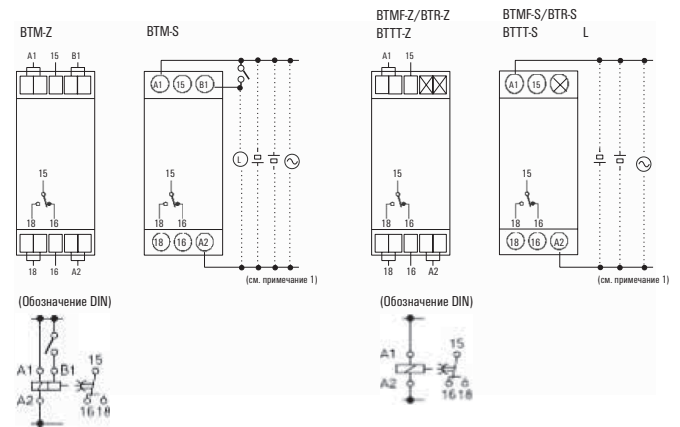 BTM-Z
BTM-S
BTMF-Z/BTR-Z
BTTT-Z
BTMF-S/BTR-S
BTTT-S L
A1 15 B1
A1 15 B1
A1 15
A1 15
L
15
18 16
15
18 16
15
18 16
15
18 16
18 16 A2
18 16 A2
18 16 A2
18 16 A2
(см. примечание 1)
(см. примечание 1)
(Обозначение DIN)
(Обозначение DIN)
A1 B1 15
A2 16 18
A1 15
A2 16 18